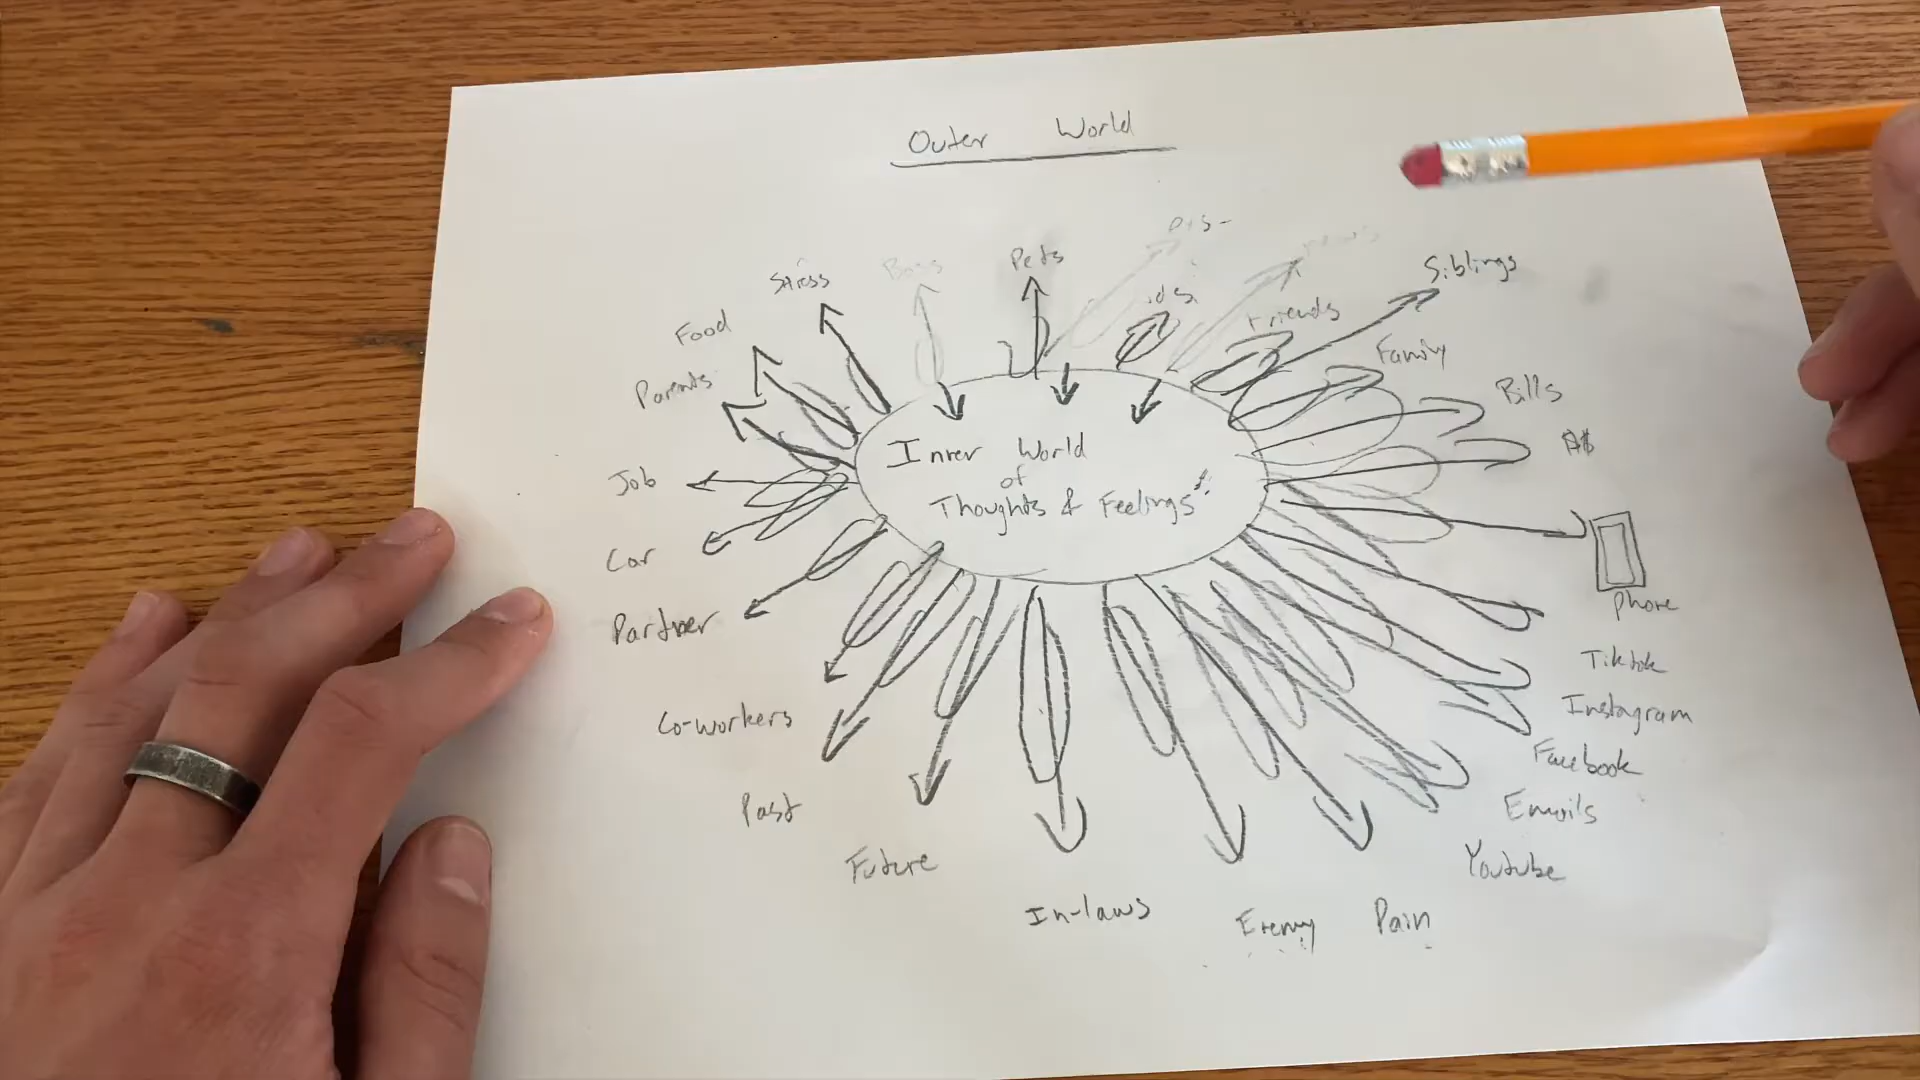 Outer World
Pets
Stress
Boss
Siblings
Friends
Food
Family
Parents
Bills
Inner World
of
Thoughts & Feelings
Job
Car
Phone
Partner
Tiktok
Co-workers
Instagram
Facebook
Past
Emails
Future
Youtube
In-laws
Enemy
Pain